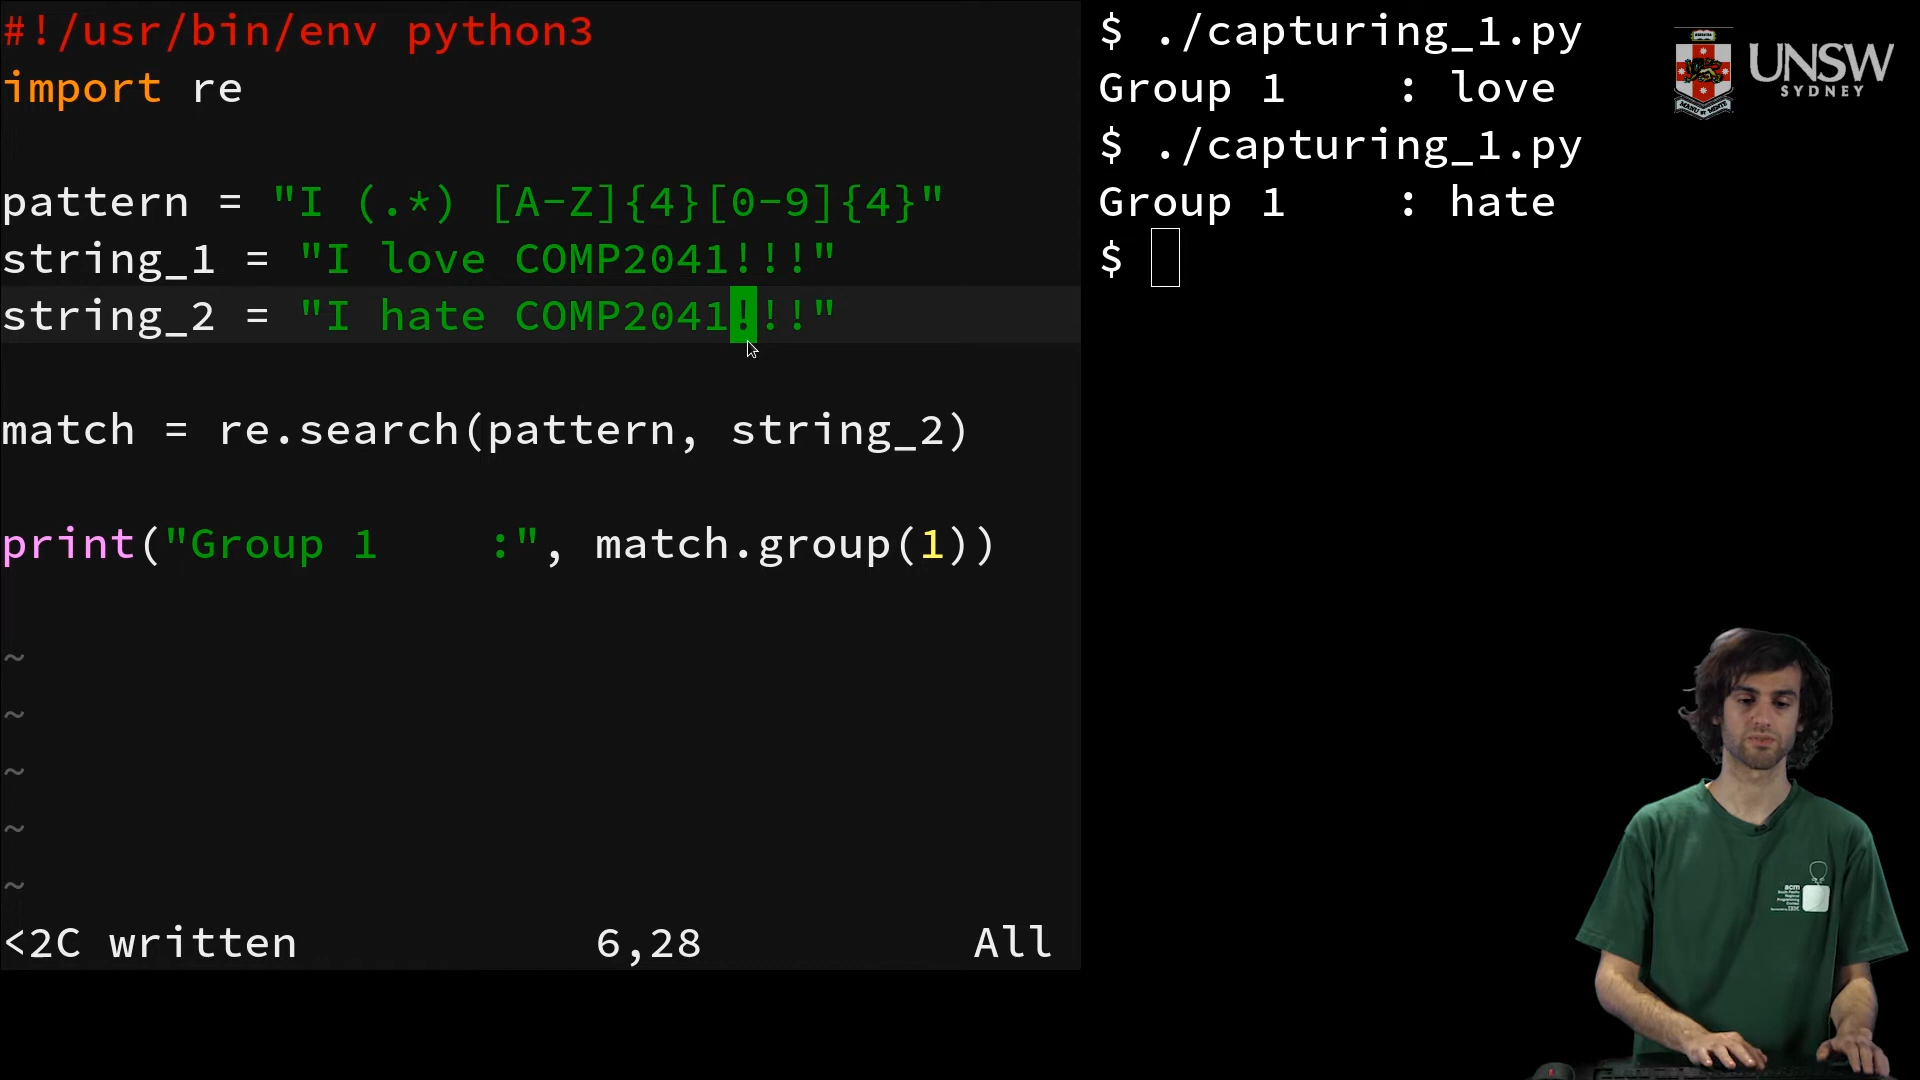 #!/usr/bin/env python3
import re
pattern = "I (.*) [A-Z]{4}[0-9]{4}"
string_1 = "I love COMP2041!!!"
string_2 = "I hate COMP2041!!!"
match = re.search(pattern, string_2)
print("Group 1    :", match.group(1))
~
~
~
~
~
<2C written 6,28 All
$ ./capturing_1.py
Group 1    : love
$ ./capturing_1.py
Group 1    : hate
$
UNSW
SYDNEY
acm